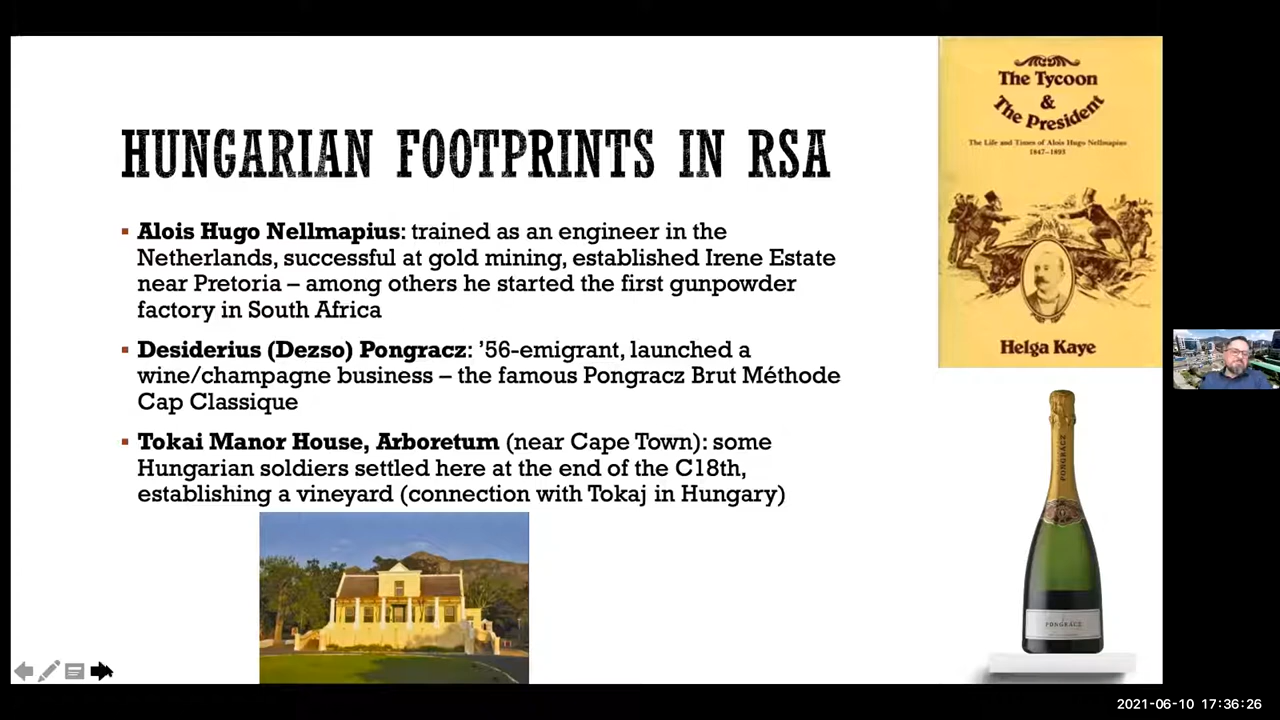 HUNGARIAN FOOTPRINTS IN RSA
Alois Hugo Nellmapius: trained as an engineer in the
Netherlands, successful at gold mining, established Irene Estate
near Pretoria – among others he started the first gunpowder
factory in South Africa
Desiderius (Dezso) Pongracz: ’56-emigrant, launched a
wine/champagne business – the famous Pongracz Brut Méthode
Cap Classique
Tokai Manor House, Arboretum (near Cape Town): some
Hungarian soldiers settled here at the end of the C18th,
establishing a vineyard (connection with Tokaj in Hungary)
The Tycoon
&
The President
The Life and Times of Alois Hugo Nellmapius
1847–1893
Helga Kaye
PONGRÁCZ
PONGRÁCZ
2021-06-10 17:36:26